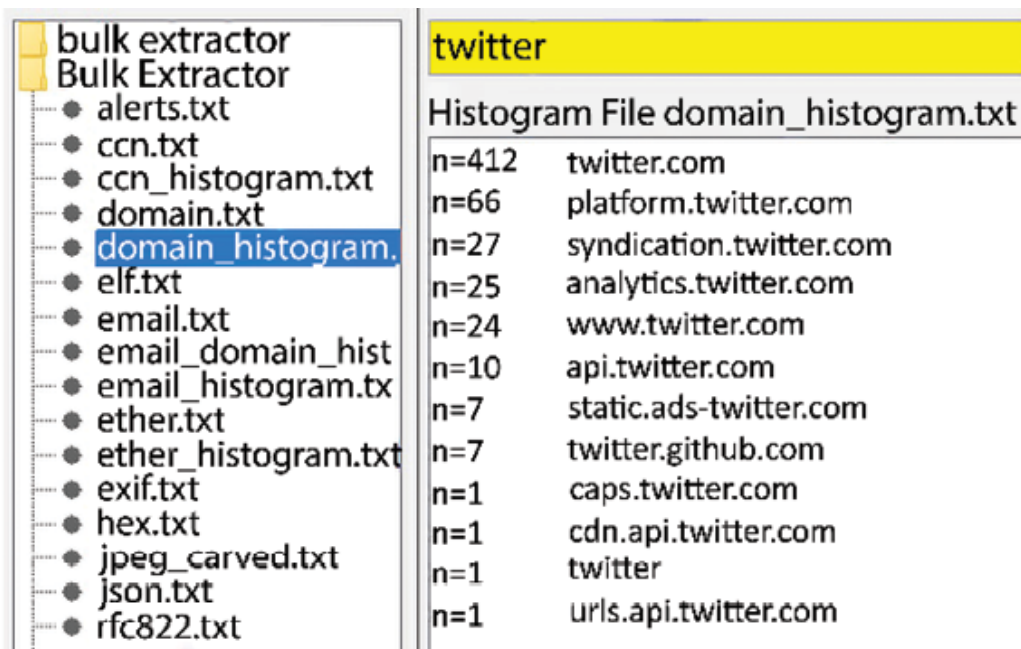 bulk extractor
Bulk Extractor
alerts.txt
ccn.txt
ccn_histogram.txt
domain.txt
domain_histogram.
elf.txt
email.txt
email_domain_hist
email_histogram.tx
ether.txt
ether_histogram.txt
exif.txt
hex.txt
jpeg_carved.txt
json.txt
rfc822.txt
twitter
Histogram File domain_histogram.txt
n=412 twitter.com
n=66 platform.twitter.com
n=27 syndication.twitter.com
n=25 analytics.twitter.com
n=24 www.twitter.com
n=10 api.twitter.com
n=7 static.ads-twitter.com
n=7 twitter.github.com
n=1 caps.twitter.com
n=1 cdn.api.twitter.com
n=1 twitter
n=1 urls.api.twitter.com